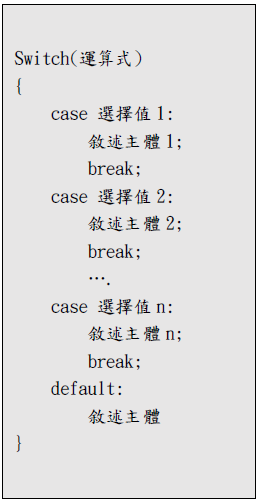 Switch(運算式)
{
case 選擇值1:
敘述主體1;
break;
case 選擇值2:
敘述主體2;
break;
….
case 選擇值n:
敘述主體n;
break;
default:
敘述主體
}